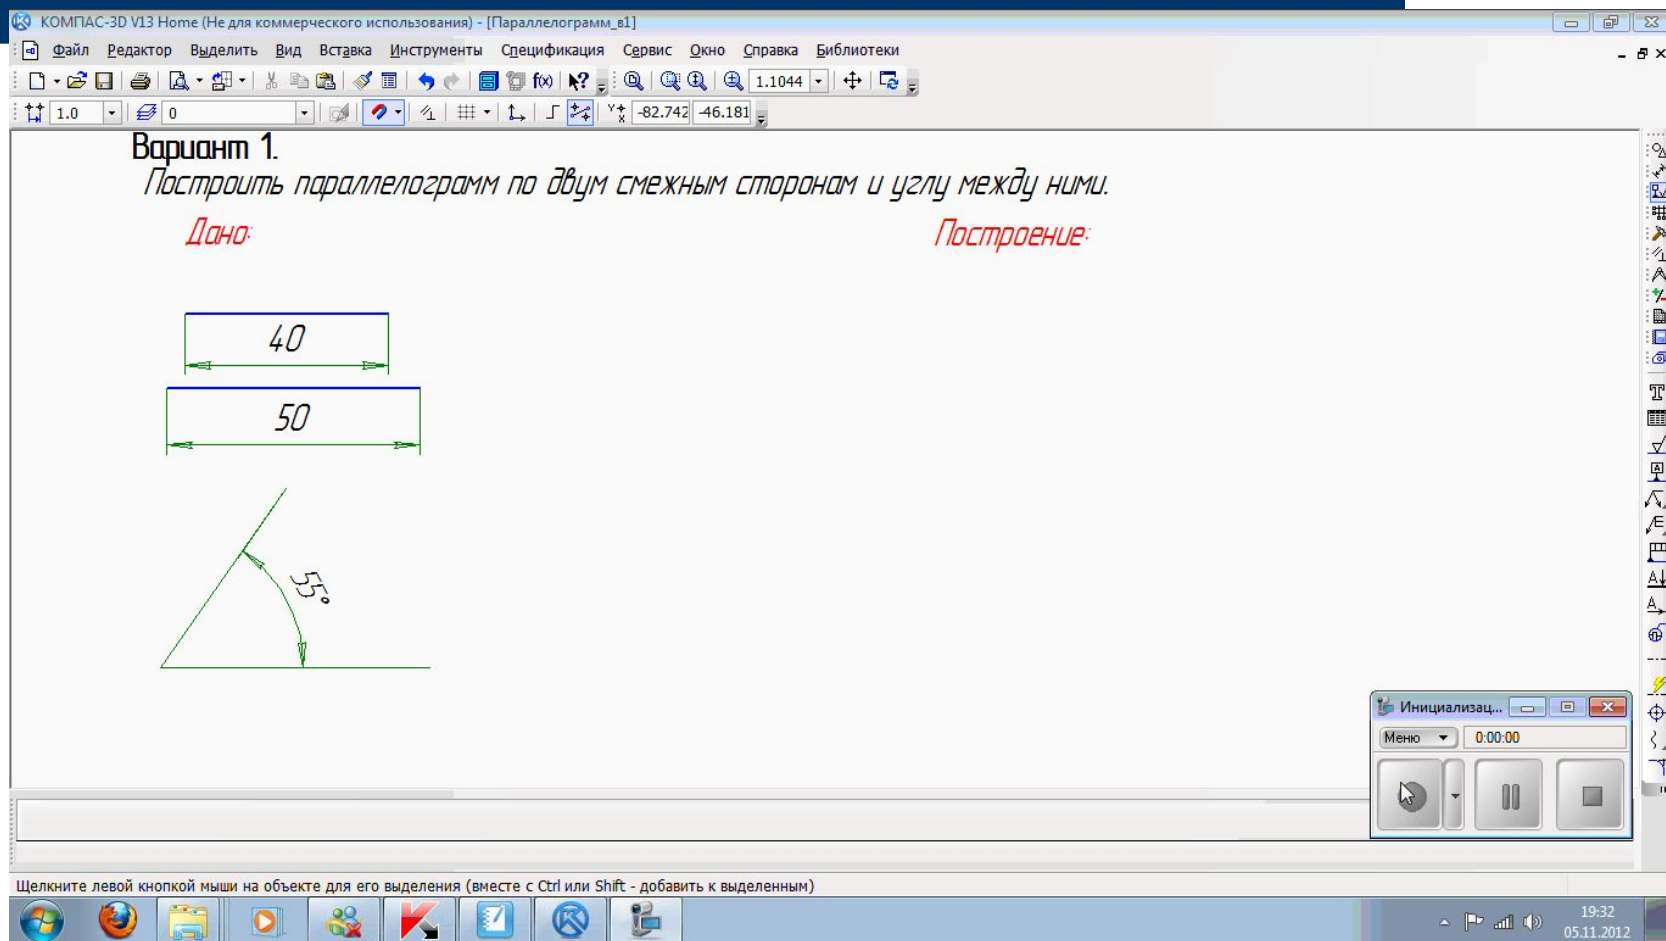 КОМПАС-3D V13 Home (Не для коммерческого использования) - [Параллелограмм_в1]
Файл Редактор Выделить Вид Вставка Инструменты Спецификация Сервис Окно Справка Библиотеки
1.1044
1.0 0 -82.742 -46.181
Вариант 1.
Построить параллелограмм по двум смежным сторонам и углу между ними.
Дано: Построение:
40
50
55°
Инициализац...
Меню 0:00:00
Щелкните левой кнопкой мыши на объекте для его выделения (вместе с Ctrl или Shift - добавить к выделенным)
19:32
05.11.2012